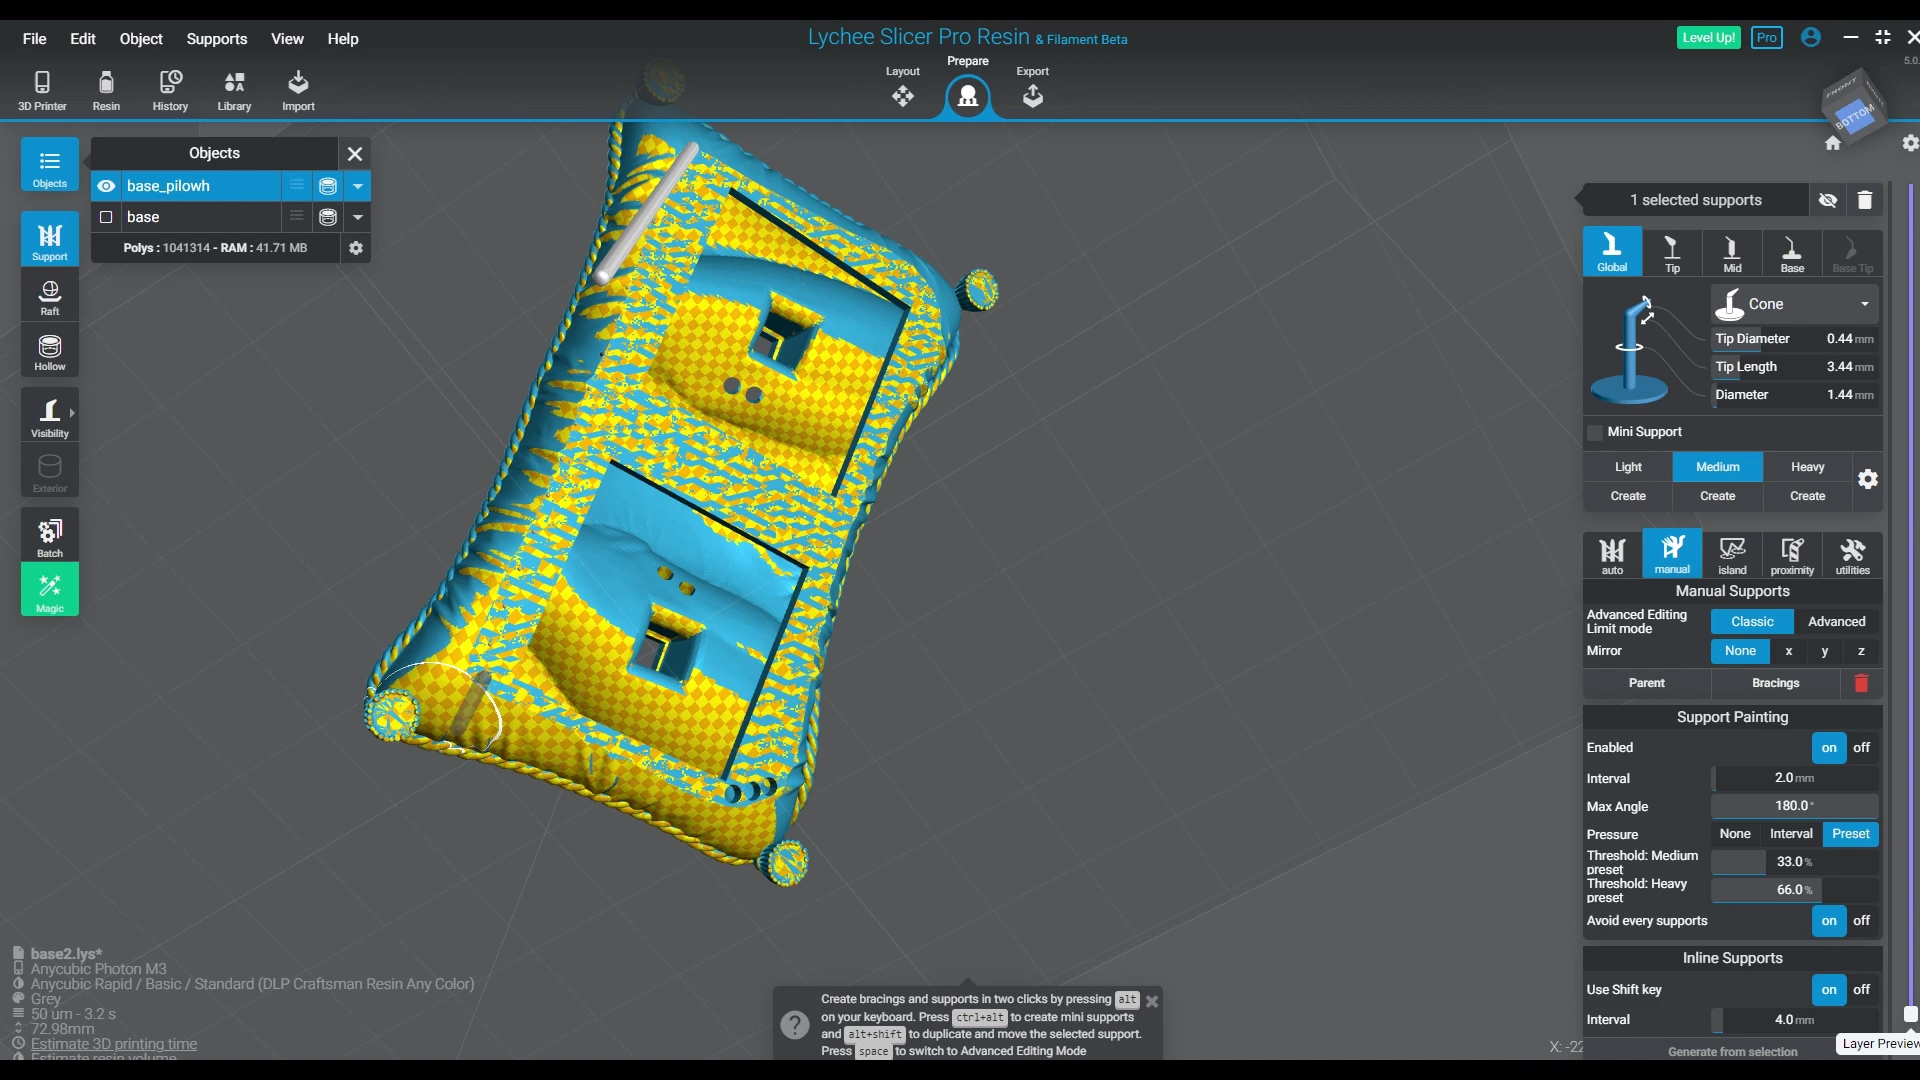 File Edit Object Supports View Help
Lychee Slicer Pro Resin & Filament Beta
Level Up! Pro
5.0.
3D Printer Resin History Library Import
Layout Prepare Export
FRONT
BOTTOM
Objects
Objects
base_pilowh
base
Polys : 1041314 - RAM : 41.71 MB
Support
Raft
Hollow
Visibility
Exterior
Batch
Magic
1 selected supports
Global Tip Mid Base Base Tip
Cone
Tip Diameter 0.44 mm
Tip Length 3.44 mm
Diameter 1.44 mm
Mini Support
Light Medium Heavy
Create Create Create
auto manual island proximity utilities
Manual Supports
Advanced Editing
Limit mode Classic Advanced
Mirror None x y z
Parent Bracings
Support Painting
Enabled on off
Interval 2.0 mm
Max Angle 180.0 °
Pressure None Interval Preset
Threshold: Medium
preset 33.0 %
Threshold: Heavy
preset 66.0 %
Avoid every supports on off
Inline Supports
Use Shift key on off
Interval 4.0 mm
Generate from selection
Layer Preview
X: -22
base2.lys*
Anycubic Photon M3
Anycubic Rapid / Basic / Standard (DLP Craftsman Resin Any Color)
Grey
50 um - 3.2 s
72.98mm
Estimate 3D printing time
Estimate resin volume
Create bracings and supports in two clicks by pressing alt
on your keyboard. Press ctrl+alt to create mini supports
and alt+shift to duplicate and move the selected support.
Press space to switch to Advanced Editing Mode